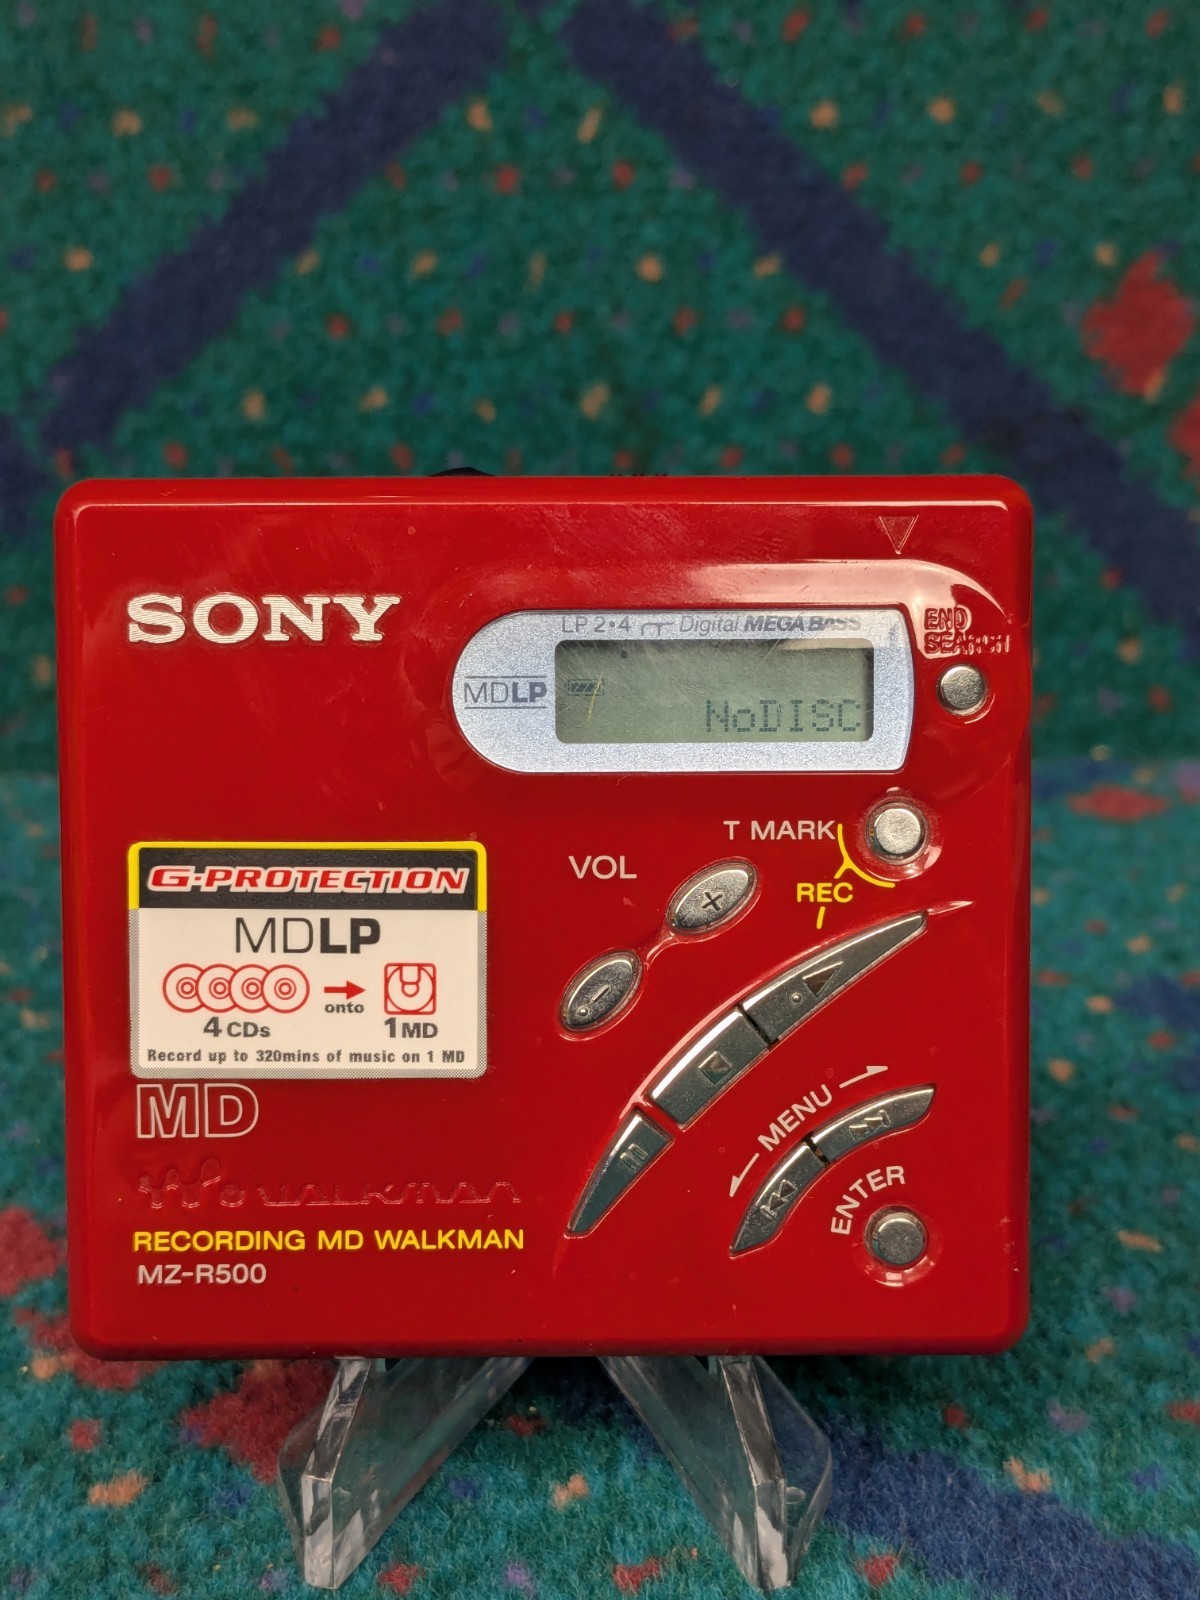 SONY
LP 2•4 Digital MEGA BASS
MDLP
NoDISC
END
SEARCH
T MARK
REC
VOL
+
-
G-PROTECTION
MDLP
4 CDs onto 1 MD
Record up to 320mins of music on 1 MD
MD
WALKMAN
RECORDING MD WALKMAN
MZ-R500
MENU
ENTER